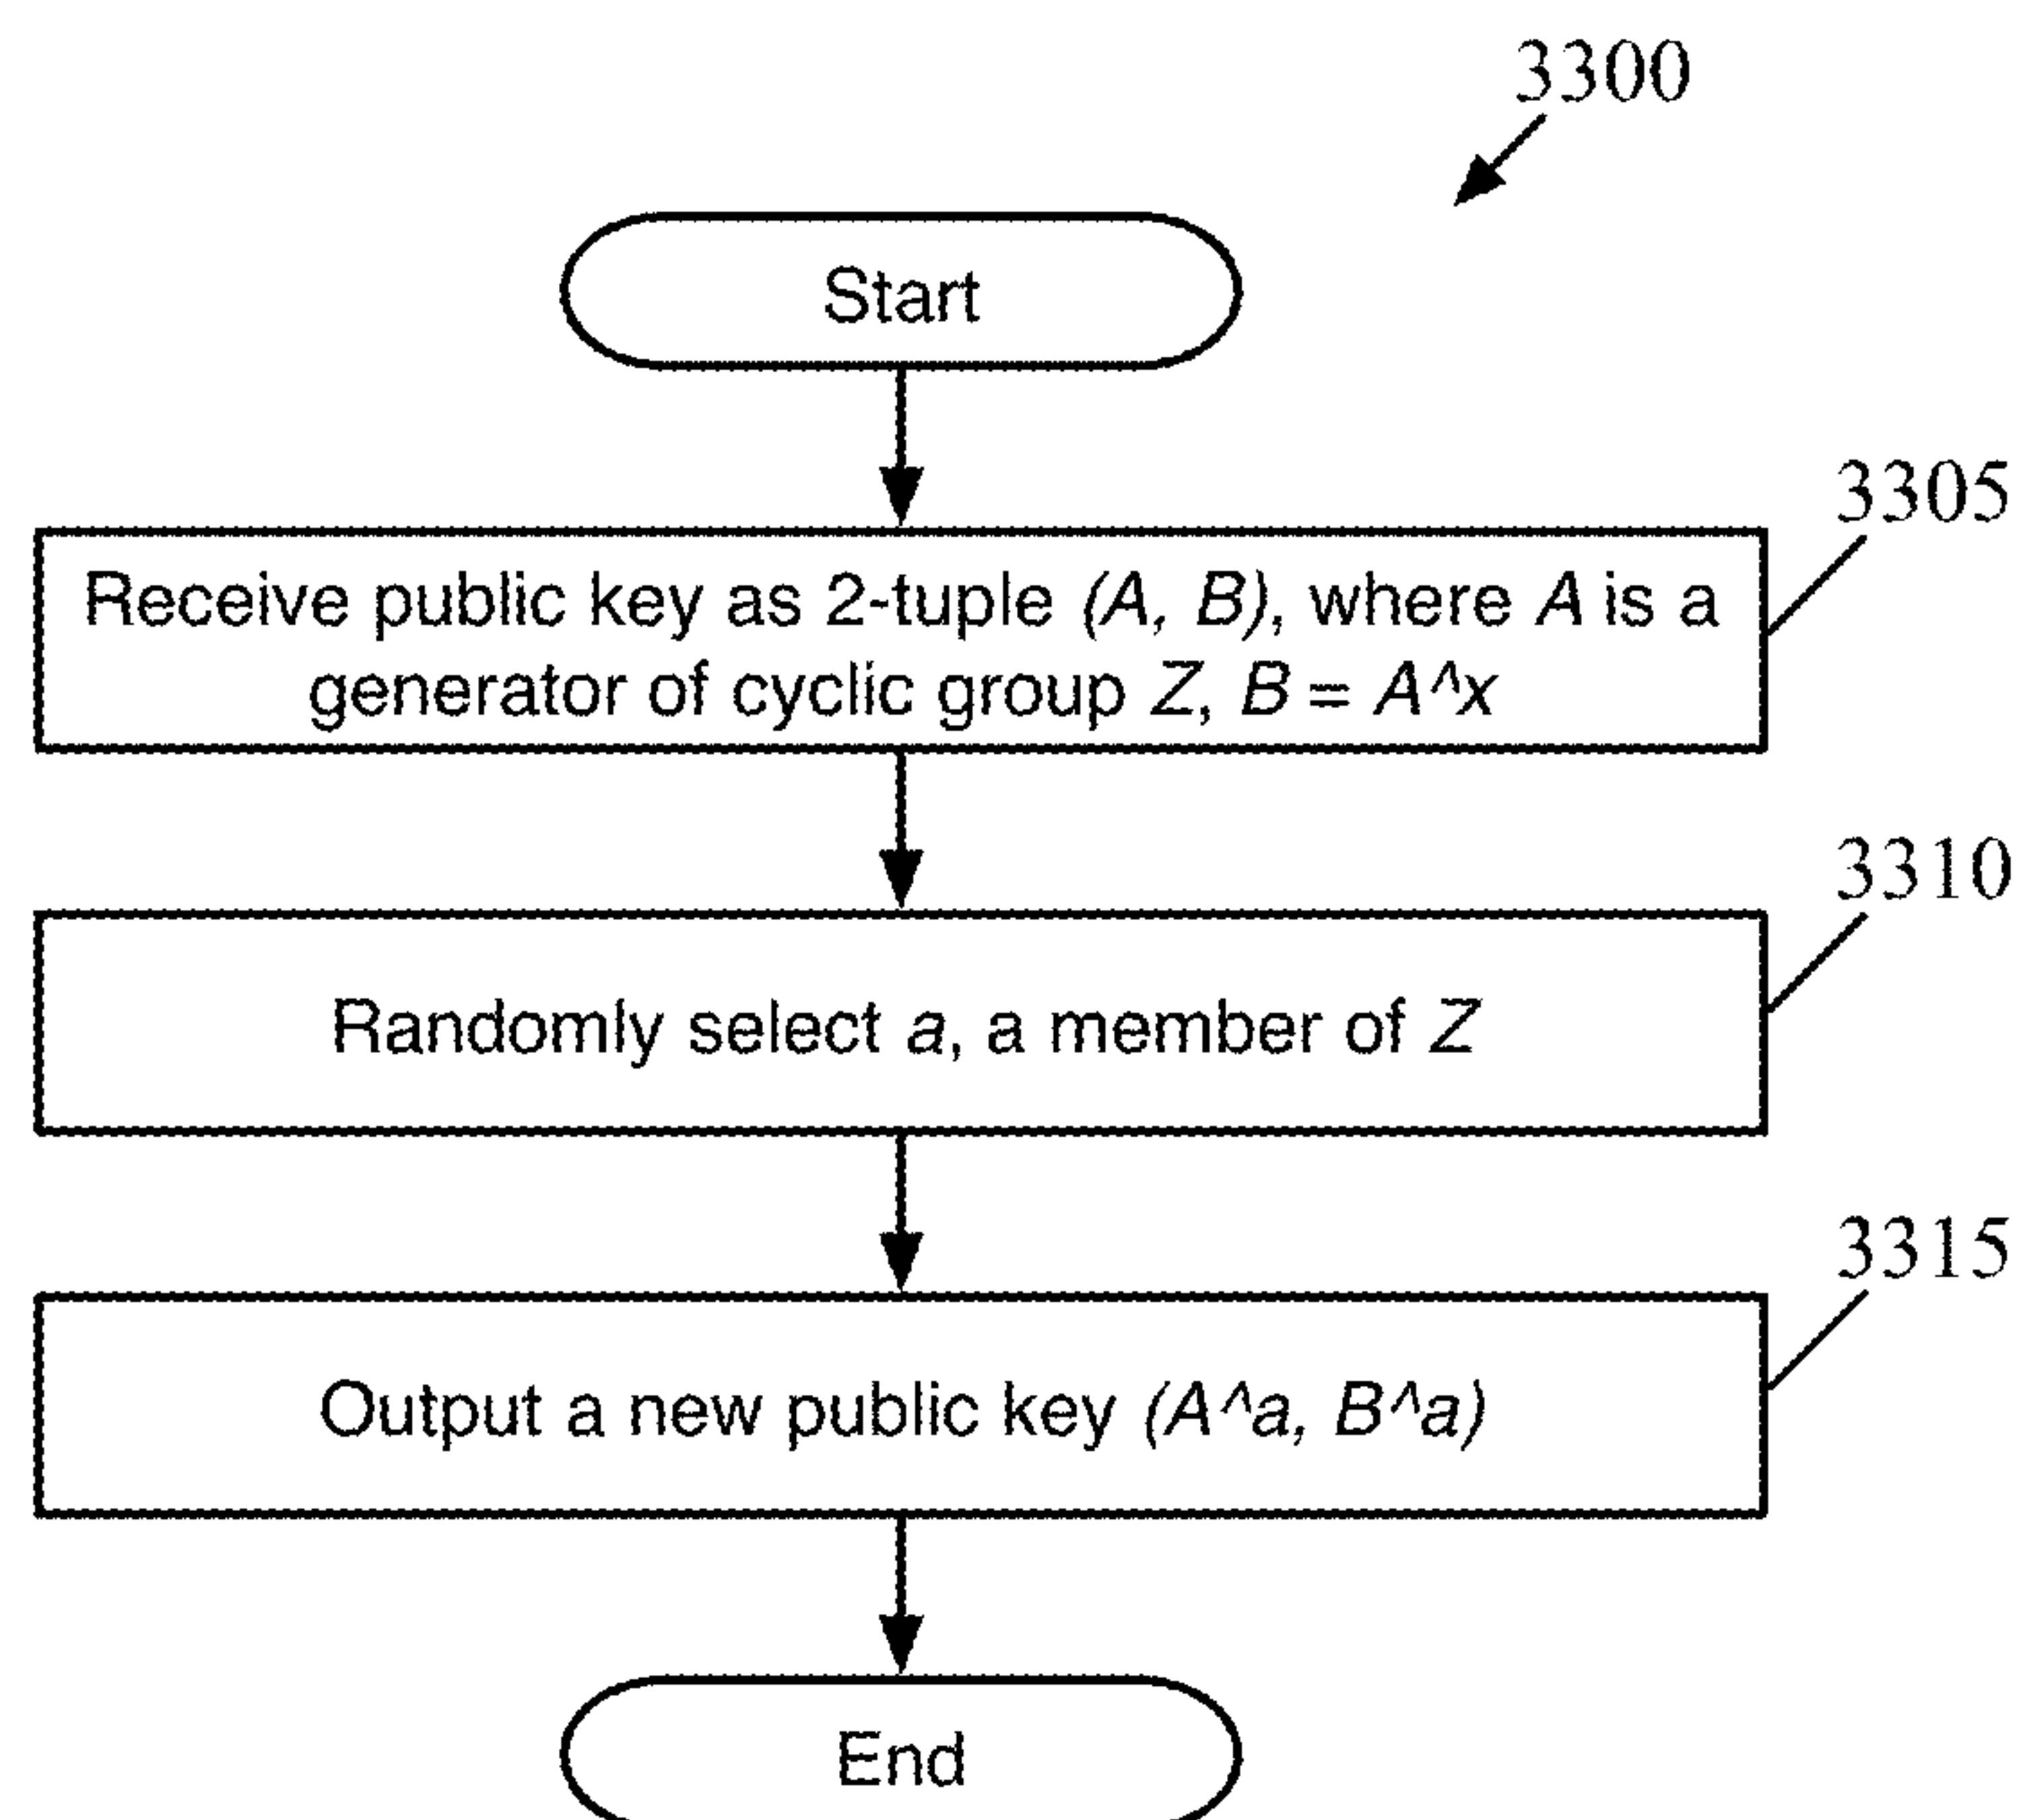 3300
Start
3305
Receive public key as 2-tuple (A, B), where A is a
generator of cyclic group Z, B = A^x
3310
Randomly select a, a member of Z
3315
Output a new public key (A^a, B^a)
End